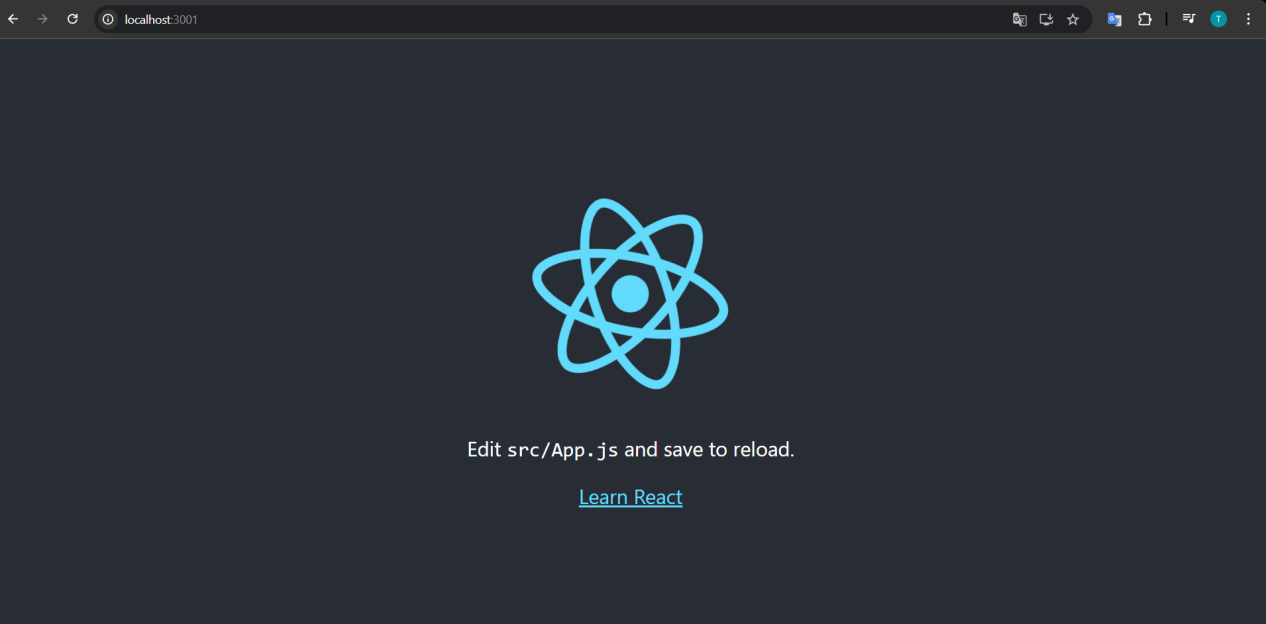 localhost:3001
T
Edit src/App.js and save to reload.
Learn React